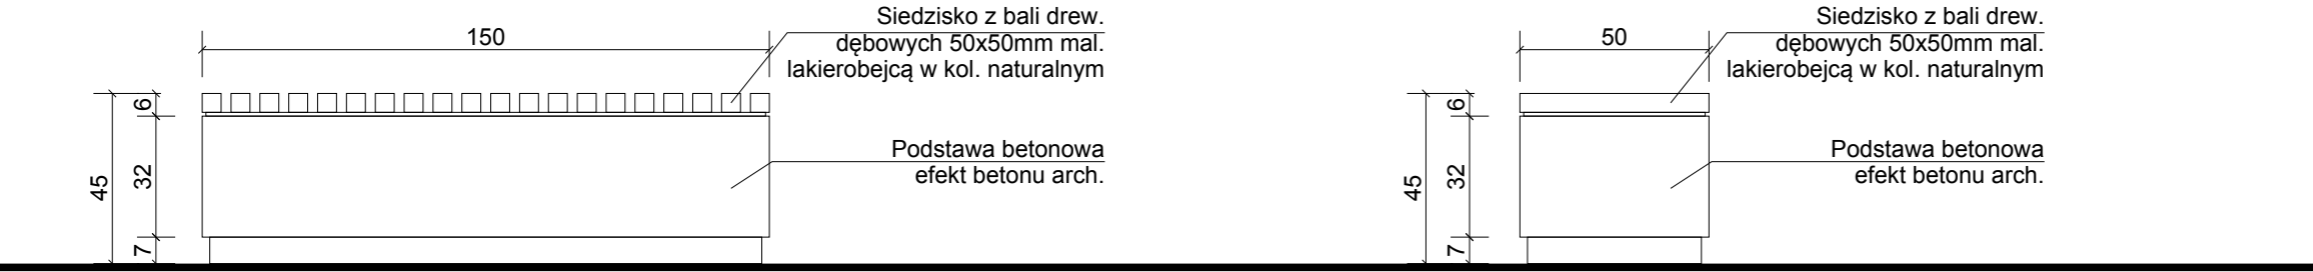 150
Siedzisko z bali drew.
dębowych 50x50mm mal.
lakierobejcą w kol. naturalnym
6
32
45
7
Podstawa betonowa
efekt betonu arch.
50
Siedzisko z bali drew.
dębowych 50x50mm mal.
lakierobejcą w kol. naturalnym
6
32
45
7
Podstawa betonowa
efekt betonu arch.